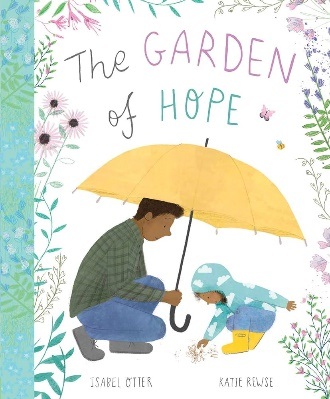 The GARDEN
of HOPE
ISABEL OTTER KATIE REWSE